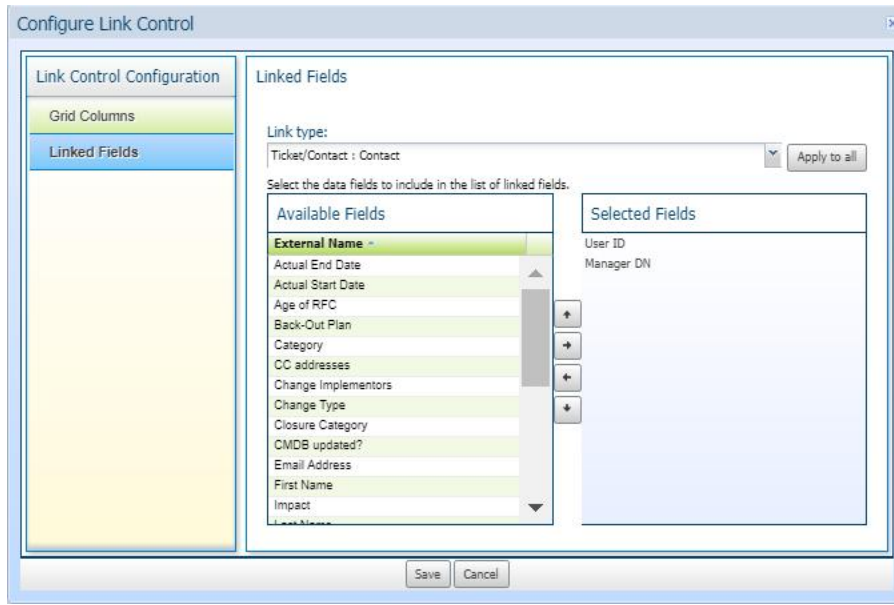 Configure Link Control
Link Control Configuration
Grid Columns
Linked Fields
Linked Fields
Link type:
Ticket/Contact : Contact
Apply to all
Select the data fields to include in the list of linked fields.
Available Fields
External Name
Actual End Date
Actual Start Date
Age of RFC
Back-Out Plan
Category
CC addresses
Change Implementors
Change Type
Closure Category
CMDB updated?
Email Address
First Name
Impact
Last Name
Selected Fields
User ID
Manager DN
Save
Cancel